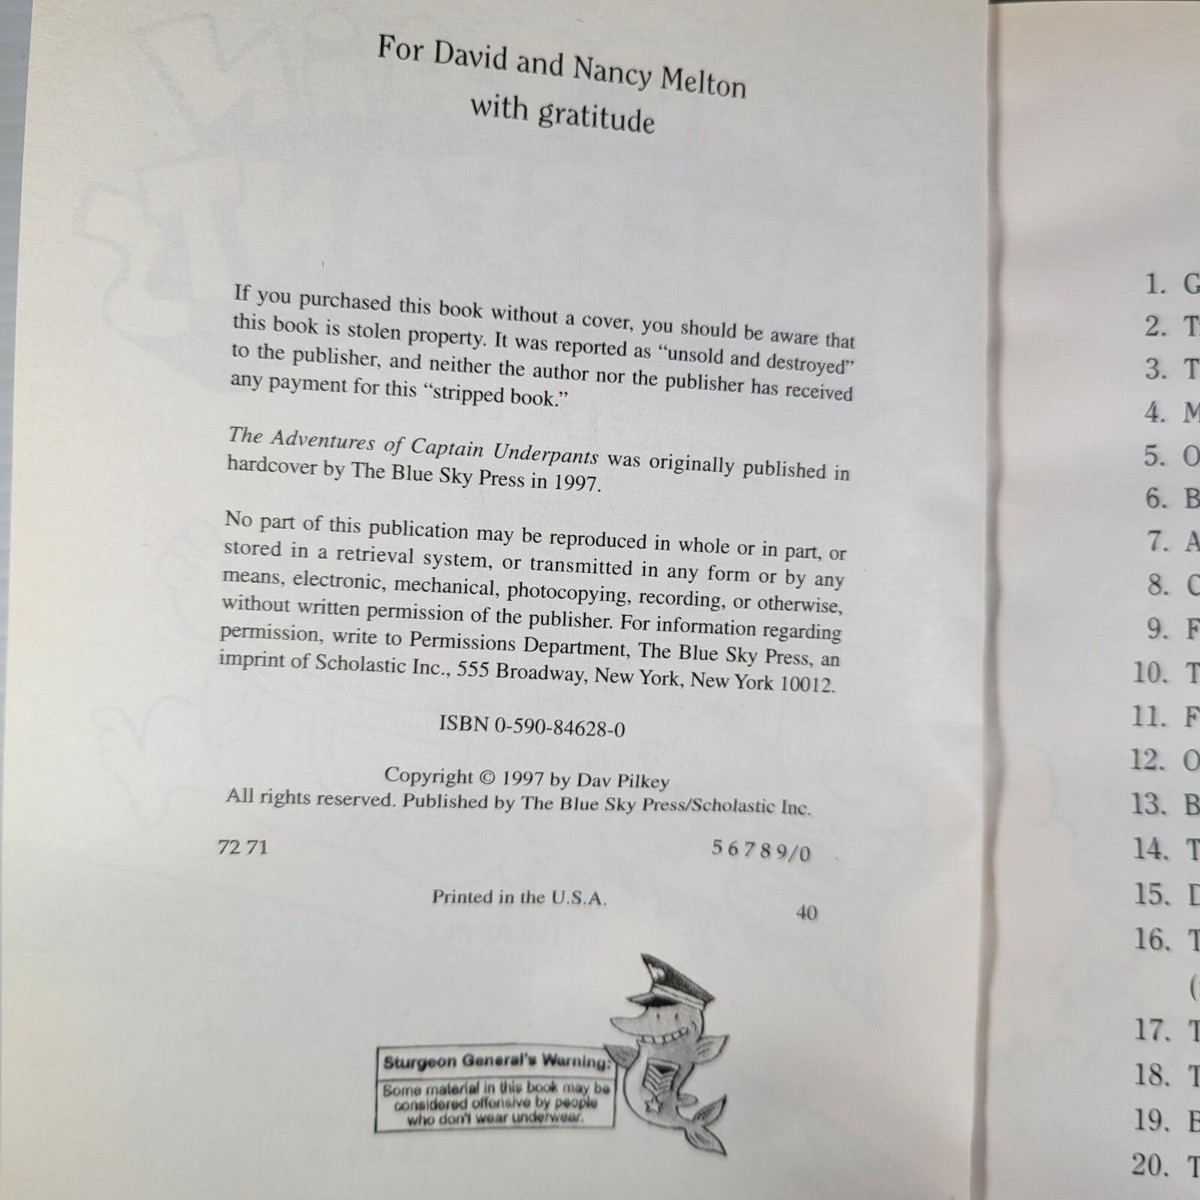 For David and Nancy Melton
with gratitude
If you purchased this book without a cover, you should be aware that
this book is stolen property. It was reported as “unsold and destroyed”
to the publisher, and neither the author nor the publisher has received
any payment for this “stripped book.”
The Adventures of Captain Underpants was originally published in
hardcover by The Blue Sky Press in 1997.
No part of this publication may be reproduced in whole or in part, or
stored in a retrieval system, or transmitted in any form or by any
means, electronic, mechanical, photocopying, recording, or otherwise,
without written permission of the publisher. For information regarding
permission, write to Permissions Department, The Blue Sky Press, an
imprint of Scholastic Inc., 555 Broadway, New York, New York 10012.
ISBN 0-590-84628-0
Copyright © 1997 by Dav Pilkey
All rights reserved. Published by The Blue Sky Press/Scholastic Inc.
72 71 5 6 7 8 9/0
Printed in the U.S.A. 40
Sturgeon General's Warning:
Some material in this book may be
considered offensive by people
who don't wear underwear.
1. G
2. T
3. T
4. M
5. O
6. B
7. A
8. C
9. F
10. T
11. F
12. O
13. B
14. T
15. D
16. T
(
17. T
18. T
19. B
20. T